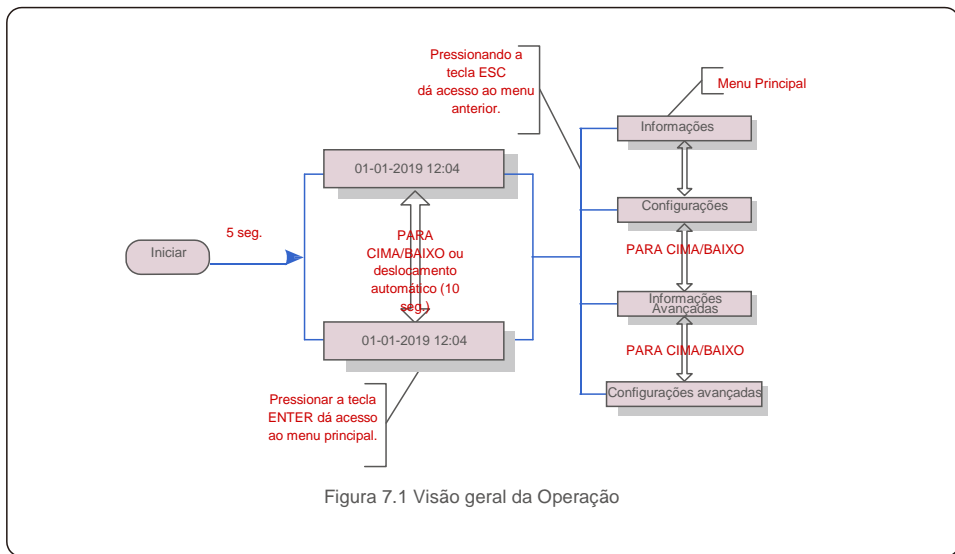 Pressionando a
tecla ESC
dá acesso ao menu
anterior.
Menu Principal
Informações
01-01-2019 12:04
Configurações
5 seg.
Iniciar
PARA
CIMA/BAIXO ou
deslocamento
automático (10
seg.)
PARA CIMA/BAIXO
Informações
Avançadas
01-01-2019 12:04
PARA CIMA/BAIXO
Configurações avançadas
Pressionar a tecla
ENTER dá acesso
ao menu principal.
Figura 7.1 Visão geral da Operação